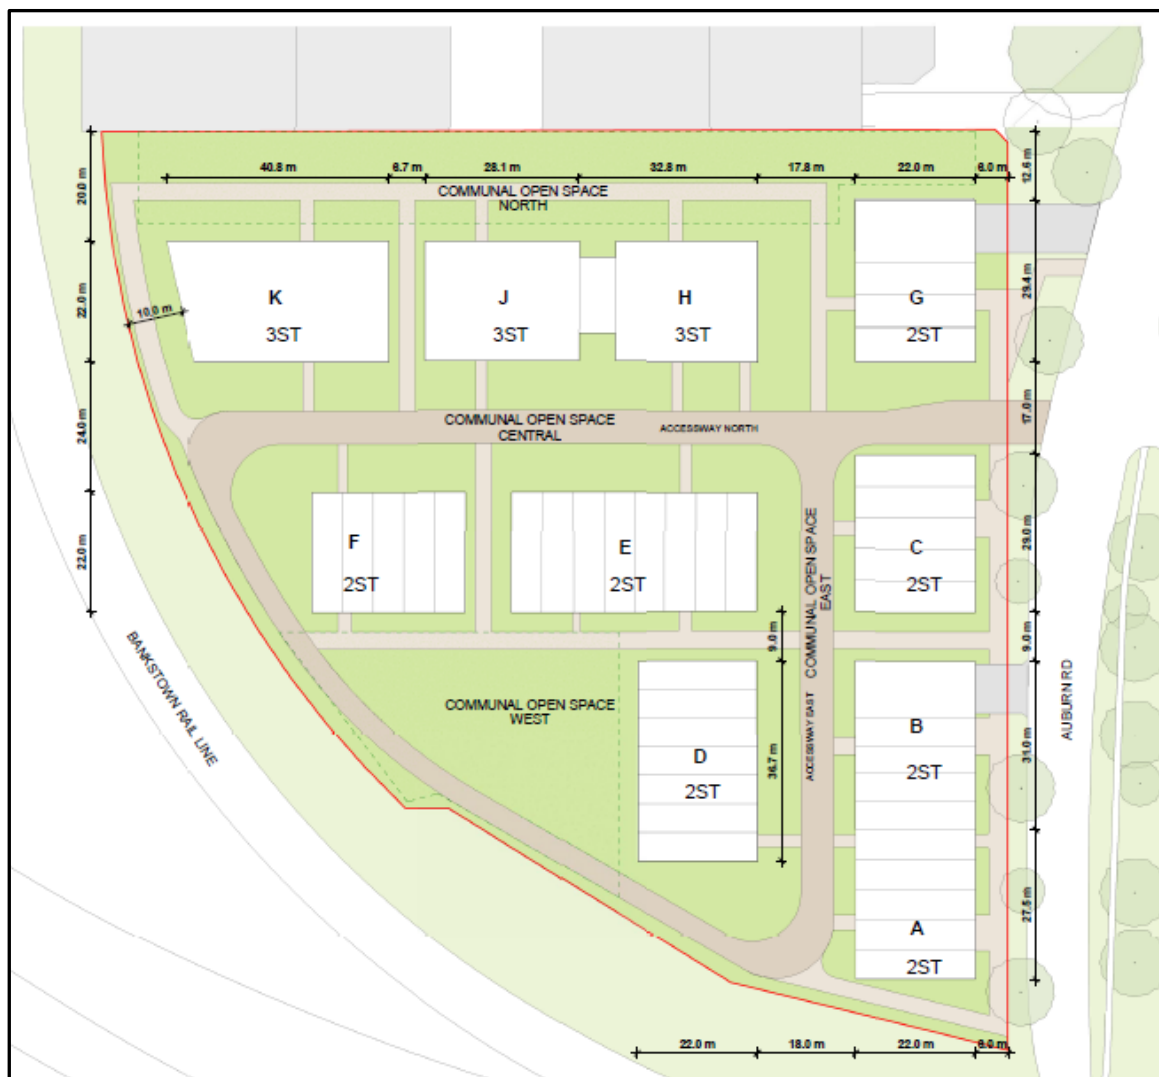 40.8 m
6.7 m
28.1 m
32.8 m
17.8 m
22.0 m
6.0 m
12.6 m
20.0 m
COMMUNAL OPEN SPACE
NORTH
K
3ST
J
3ST
H
3ST
G
2ST
29.4 m
22.0 m
10.0 m
24.0 m
COMMUNAL OPEN SPACE
CENTRAL
ACCESSWAY NORTH
17.0 m
F
2ST
E
2ST
C
2ST
22.0 m
29.0 m
COMMUNAL OPEN SPACE
EAST
9.0 m
9.0 m
BANKSTOWN RAIL LINE
COMMUNAL OPEN SPACE
WEST
D
2ST
36.7 m
ACCESSWAY EAST
B
2ST
31.0 m
AUBURN RD
A
2ST
27.5 m
22.0 m
18.0 m
22.0 m
6.0 m